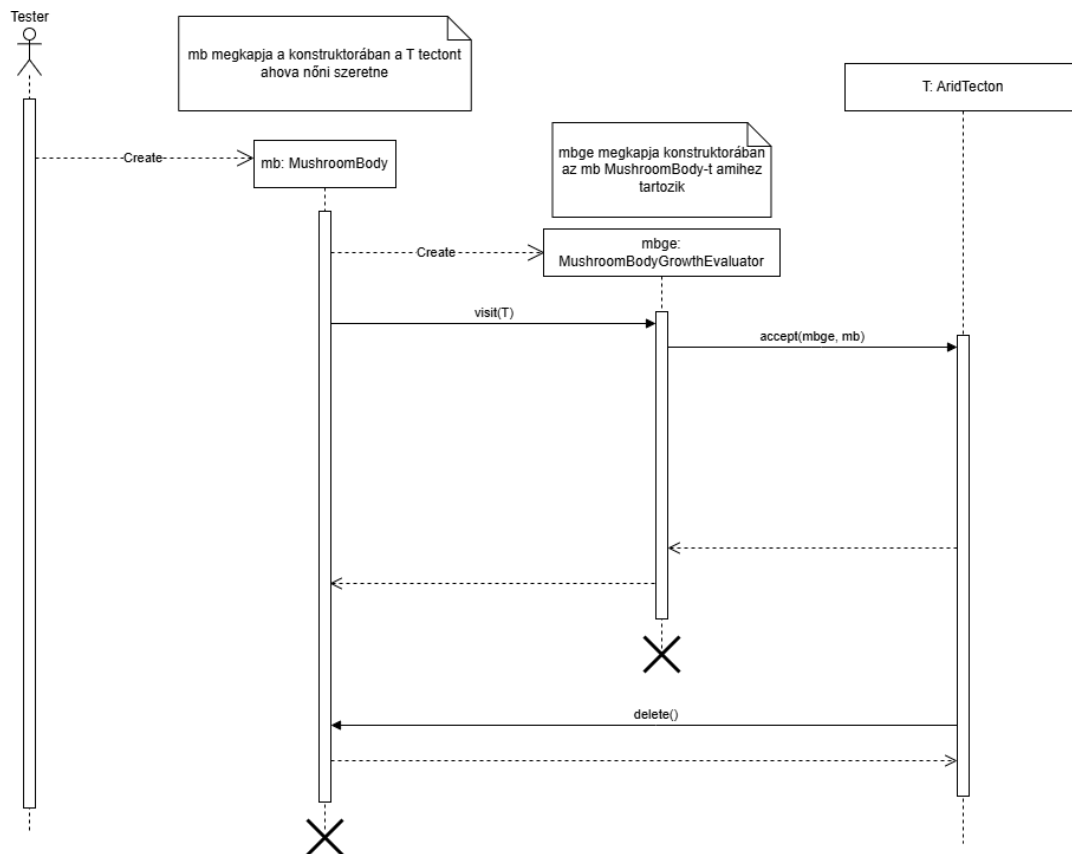 Tester
mb megkapja a konstruktorában a T tectont
ahova nőni szeretne
T: AridTecton
Create
mb: MushroomBody
mbge megkapja konstruktorában
az mb MushroomBody-t amihez
tartozik
Create
mbge:
MushroomBodyGrowthEvaluator
visit(T)
accept(mbge, mb)
delete()